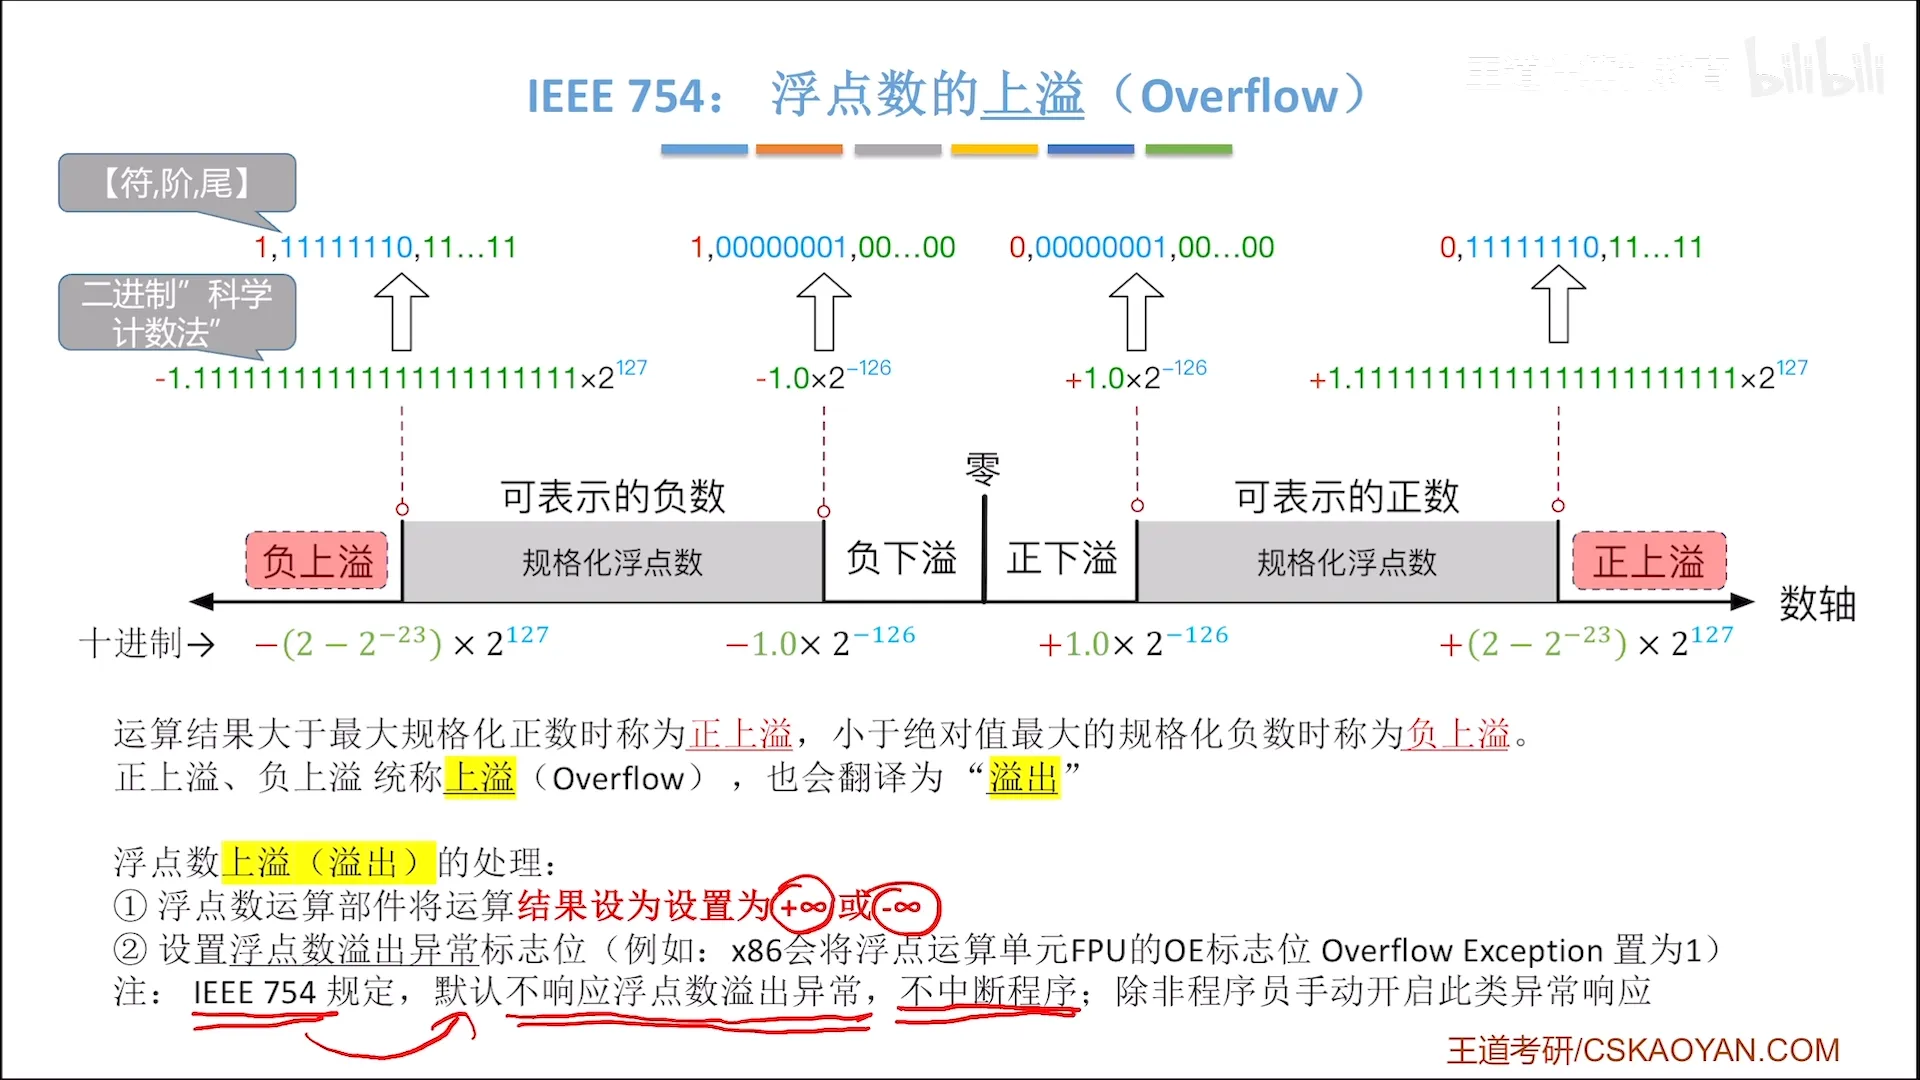 IEEE 754： 浮点数的上溢（Overflow）
bilibili
【符,阶,尾】
1,11111110,11...11
1,00000001,00...00
0,00000001,00...00
0,11111110,11...11
二进制”科学
计数法”
-1.11111111111111111111111×2^127
-1.0×2^−126
+1.0×2^−126
+1.11111111111111111111111×2^127
零
可表示的负数
可表示的正数
负上溢
规格化浮点数
负下溢
正下溢
规格化浮点数
正上溢
数轴
十进制→
−(2 − 2^−23) × 2^127
−1.0× 2^−126
+1.0× 2^−126
+(2 − 2^−23) × 2^127
运算结果大于最大规格化正数时称为正上溢，小于绝对值最大的规格化负数时称为负上溢。
正上溢、负上溢 统称上溢（Overflow），也会翻译为 “溢出”
浮点数上溢（溢出）的处理：
① 浮点数运算部件将运算结果设为设置为+∞或-∞
② 设置浮点数溢出异常标志位（例如：x86会将浮点运算单元FPU的OE标志位 Overflow Exception 置为1）
注： IEEE 754 规定，默认不响应浮点数溢出异常，不中断程序；除非程序员手动开启此类异常响应
王道考研/CSKAOYAN.COM